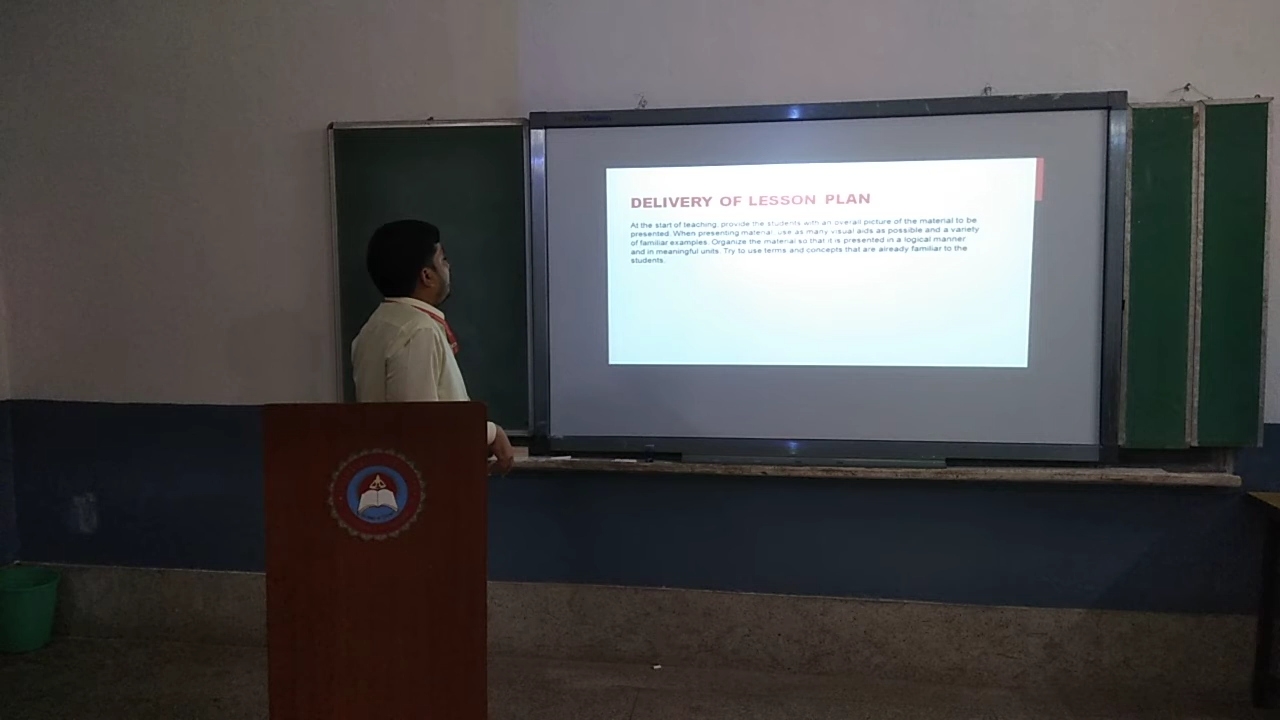 DELIVERY OF LESSON PLAN
At the start of teaching, provide the students with an overall picture of the material to be
presented. When presenting material, use as many visual aids as possible and a variety
of familiar examples. Organize the material so that it is presented in a logical manner
and in meaningful units. Try to use terms and concepts that are already familiar to the
students.